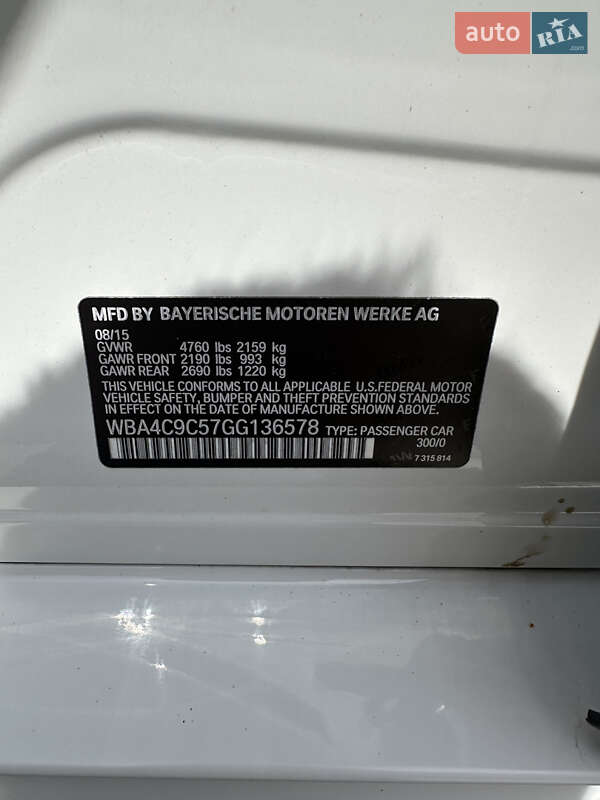 auto RIA .com
MFD BY BAYERISCHE MOTOREN WERKE AG
08/15
GVWR 4760 lbs 2159 kg
GAWR FRONT 2190 lbs 993 kg
GAWR REAR 2690 lbs 1220 kg
THIS VEHICLE CONFORMS TO ALL APPLICABLE U.S.FEDERAL MOTOR
VEHICLE SAFETY, BUMPER, AND THEFT PREVENTION STANDARDS
IN EFFECT ON THE DATE OF MANUFACTURE SHOWN ABOVE.
WBA4C9C57GG136578 TYPE: PASSENGER CAR
300/0
7 315 814